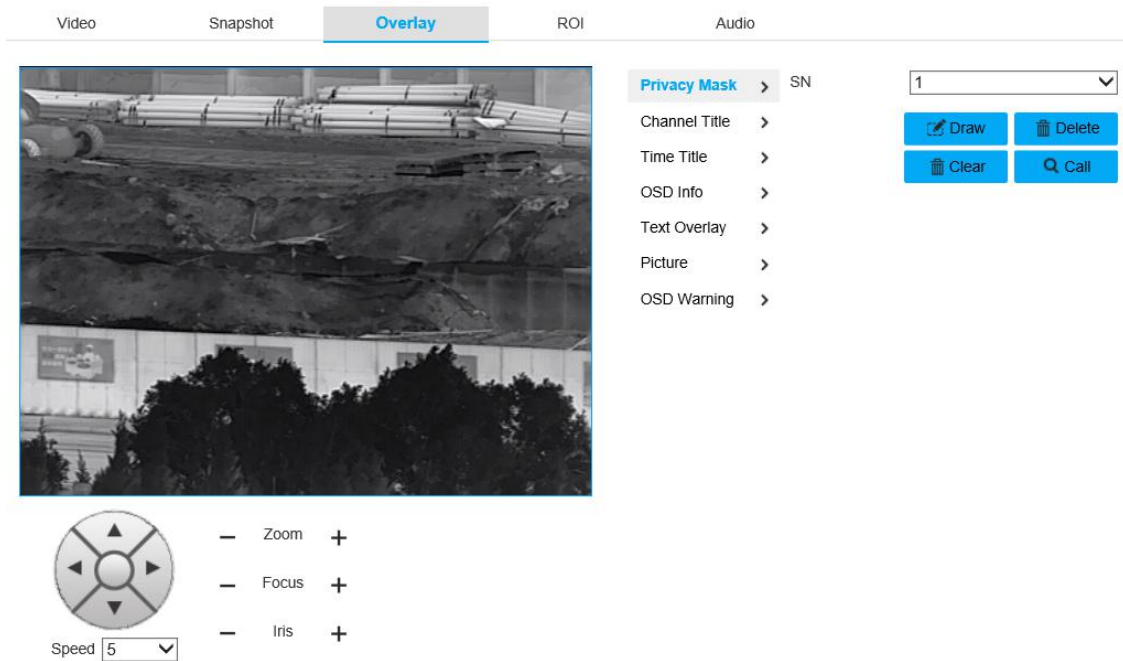 Video Snapshot Overlay ROI Audio
Privacy Mask SN 1
Channel Title
Time Title
OSD Info
Text Overlay
Picture
OSD Warning
Draw Delete
Clear Call
Zoom
Focus
Iris
Speed 5